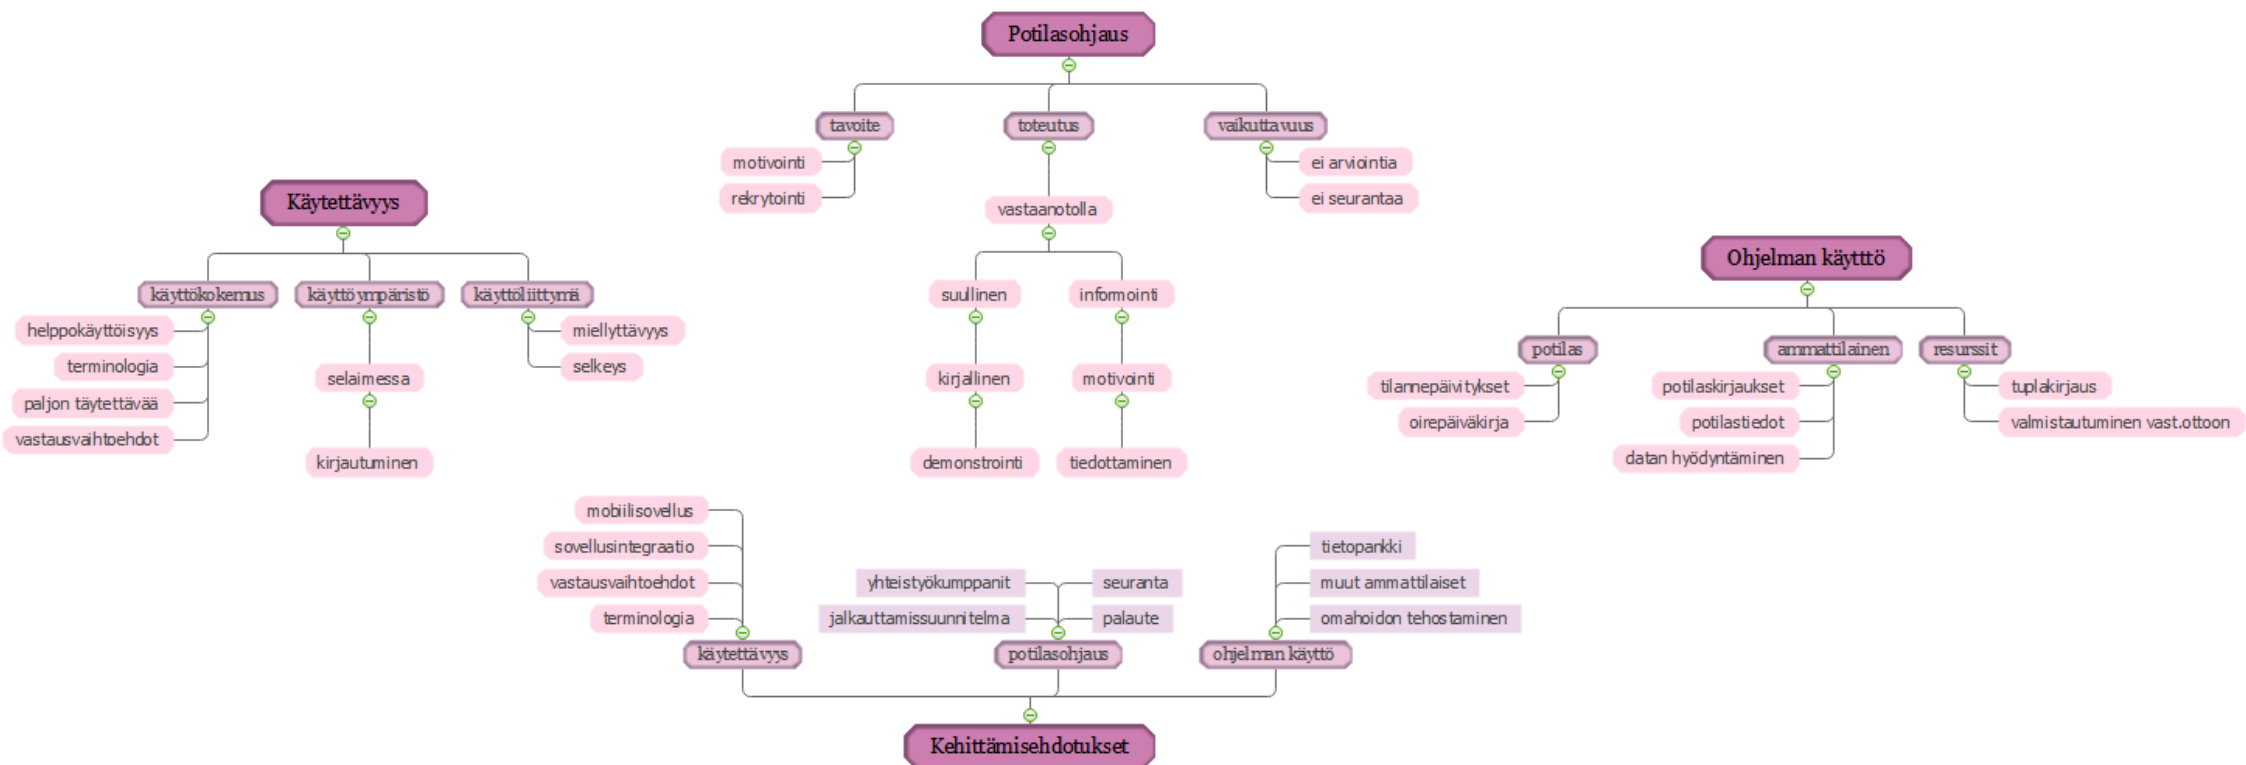 Potilasohjaus
tavoite
motivointi
rekrytointi
toteutus
vastaanotolla
suullinen
kirjallinen
demonstrointi
informointi
motivointi
tiedottaminen
vaikuttavuus
ei arviointia
ei seurantaa
Käytettävyys
käyttökokemus
helppokäyttöisyys
terminologia
paljon täytettävää
vastausvaihtoehdot
käyttöympäristö
selaimessa
kirjautuminen
käyttöliittymä
miellyttävyys
selkeys
Ohjelman käytttö
potilas
tilannepäivitykset
oirepäiväkirja
ammattilainen
potilaskirjaukset
potilastiedot
datan hyödyntäminen
resurssit
tuplakirjaus
valmistautuminen vast.ottoon
mobiilisovellus
sovellusintegraatio
vastausvaihtoehdot
terminologia
käytettävyys
yhteistyökumppanit
jalkauttamissuunnitelma
seuranta
palaute
potilasohjaus
tietopankki
muut ammattilaiset
omahoidon tehostaminen
ohjelman käyttö
Kehittämisehdotukset